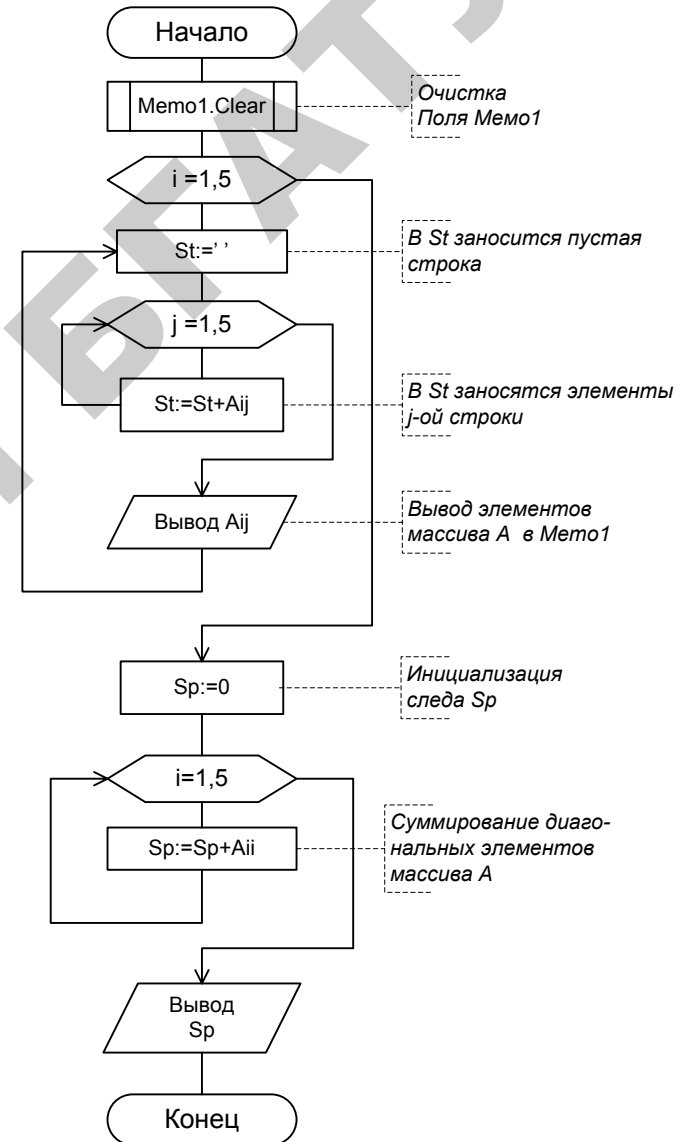 БГАТУ
Начало
Memo1.Clear
Очистка
Поля Мемо1
i =1,5
St:=’ ’
В St заносится пустая
строка
j =1,5
St:=St+Aij
В St заносятся элементы
j-ой строки
Вывод Aij
Вывод элементов
массива А в Memo1
Sp:=0
Инициализация
следа Sp
i=1,5
Sp:=Sp+Aii
Суммирование диаго-
нальных элементов
массива А
Вывод
Sp
Конец